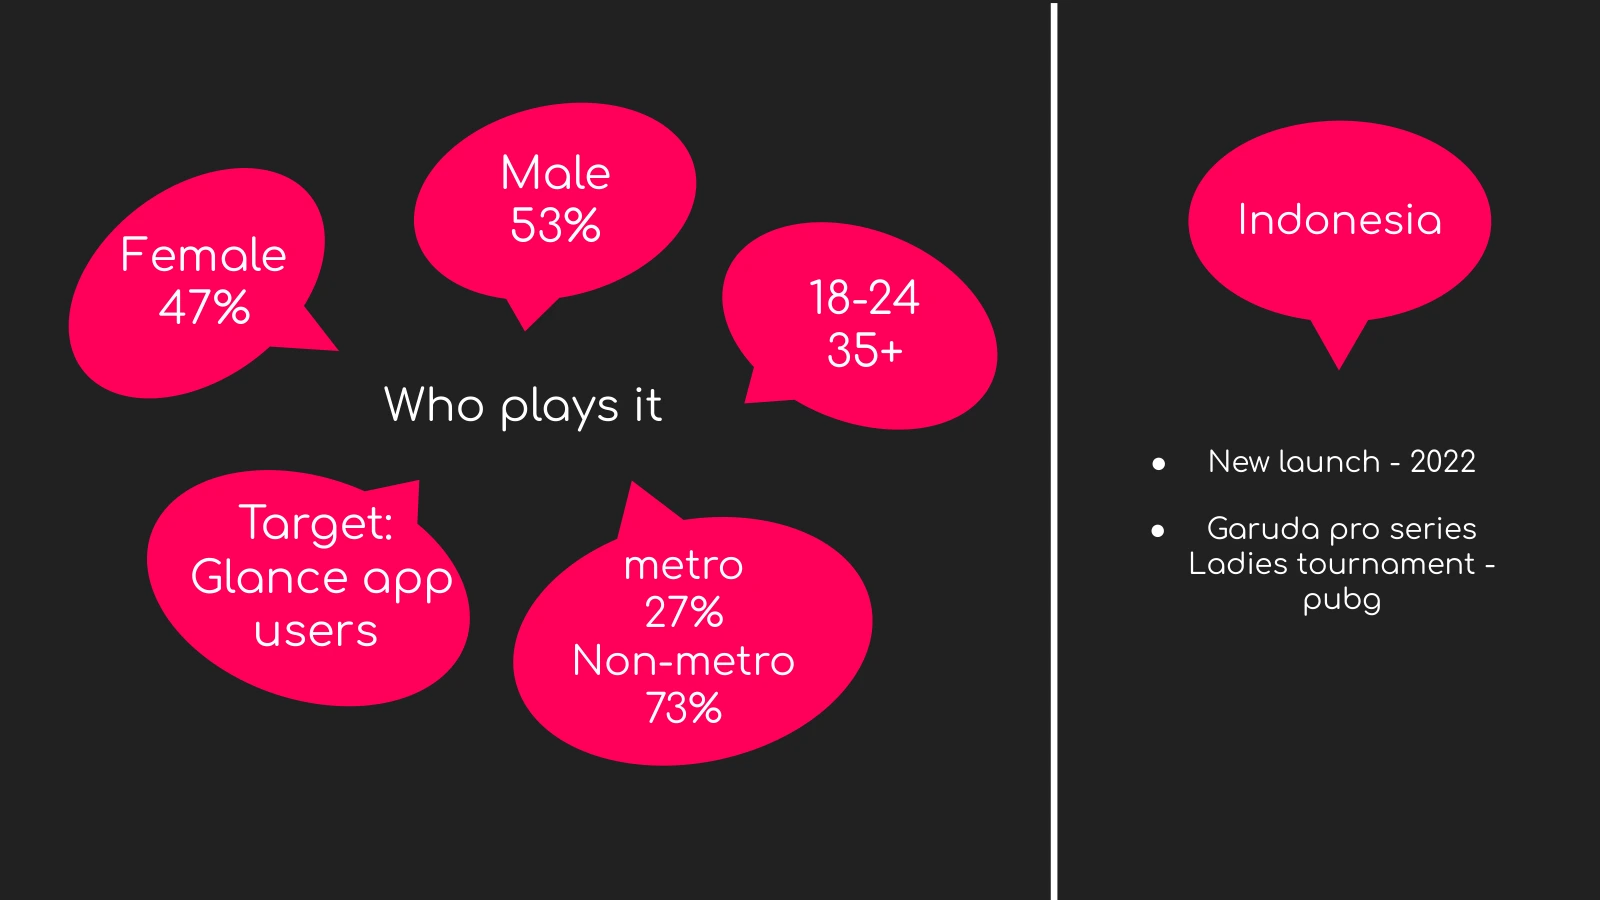 Female
47%
Male
53%
18-24
35+
Who plays it
Target:
Glance app
users
metro
27%
Non-metro
73%
Indonesia
● New launch - 2022
● Garuda pro series
Ladies tournament -
pubg